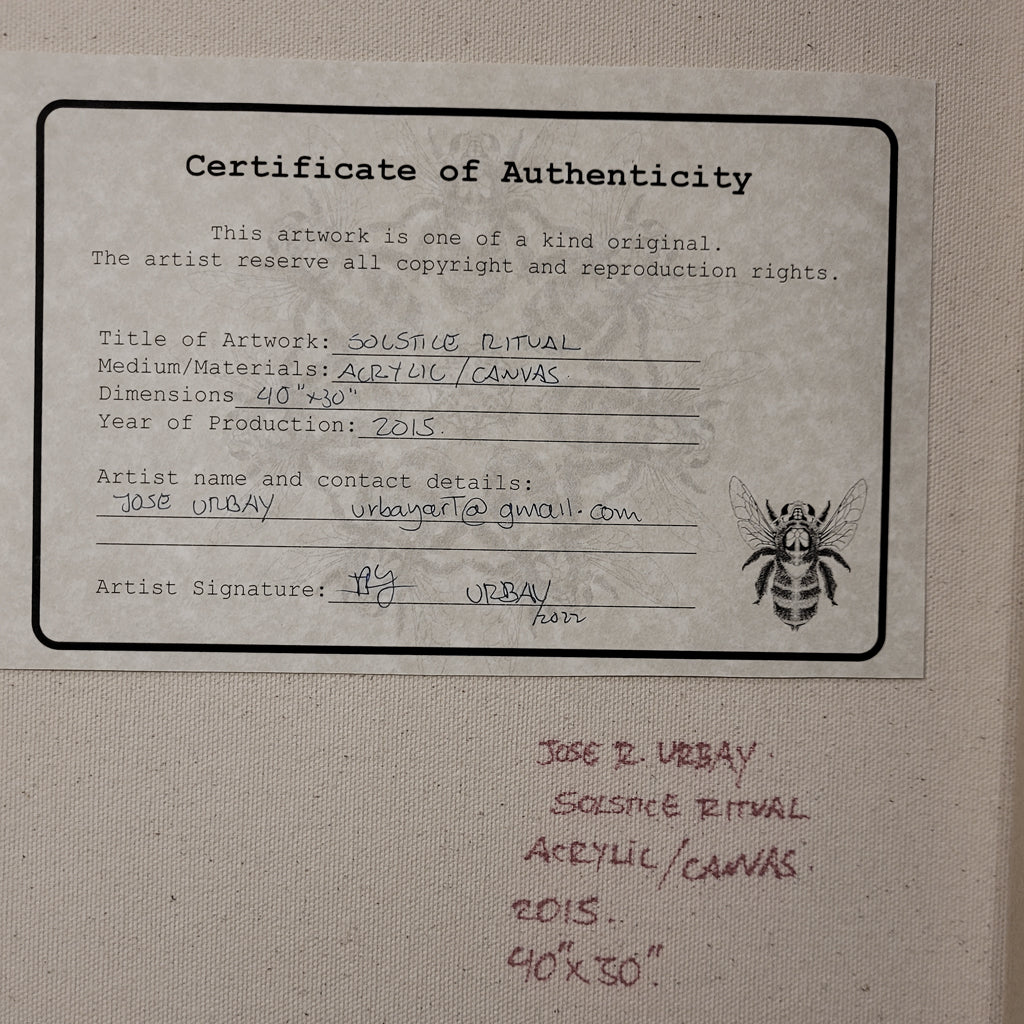 Certificate of Authenticity
This artwork is one of a kind original.
The artist reserve all copyright and reproduction rights.
Title of Artwork: SOLSTICE RITUAL
Medium/Materials: ACRYLIC/CANVAS.
Dimensions 40"x30"
Year of Production: 2015.
Artist name and contact details:
JOSE URBAY urbayarT@gmail.com
Artist Signature: URBAY
/2022
JOSE R. URBAY.
SOLSTICE RITUAL
ACRYLIC/CANVAS.
2015.
40"x30".